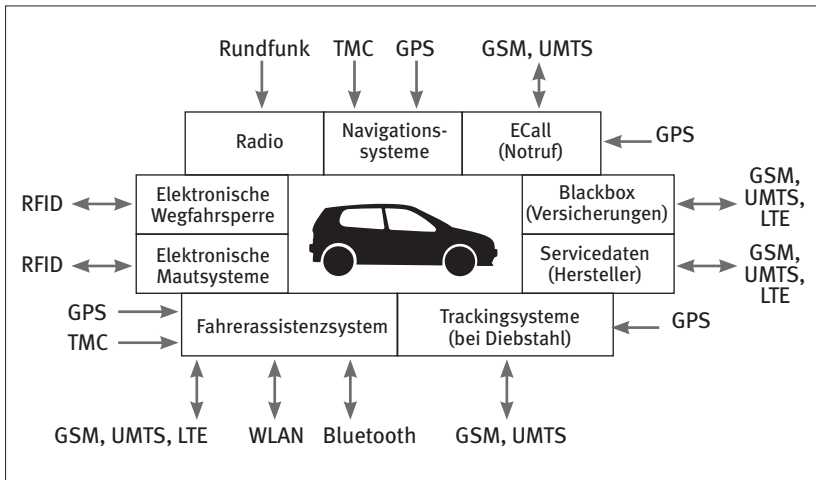 Rundfunk TMC GPS GSM, UMTS
Radio
Navigations-
systeme
ECall
(Notruf)
GPS
RFID
Elektronische
Wegfahrsperre
Blackbox
(Versicherungen)
GSM,
UMTS,
LTE
RFID
Elektronische
Mautsysteme
Servicedaten
(Hersteller)
GSM,
UMTS,
LTE
GPS
TMC
Fahrerassistenzsystem
Trackingsysteme
(bei Diebstahl)
GPS
GSM, UMTS, LTE WLAN Bluetooth GSM, UMTS